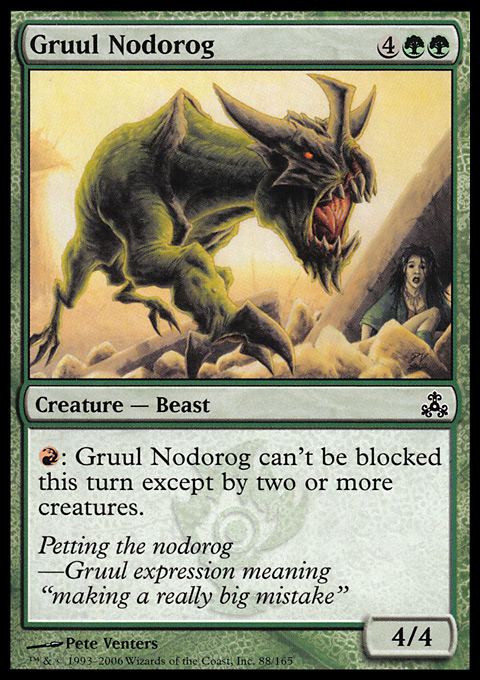 Gruul Nodorog 4
Creature — Beast
: Gruul Nodorog can't be blocked
this turn except by two or more
creatures.
Petting the nodorog
—Gruul expression meaning
"making a really big mistake"
Pete Venters
4/4
™ & © 1993–2006 Wizards of the Coast, Inc. 88/165